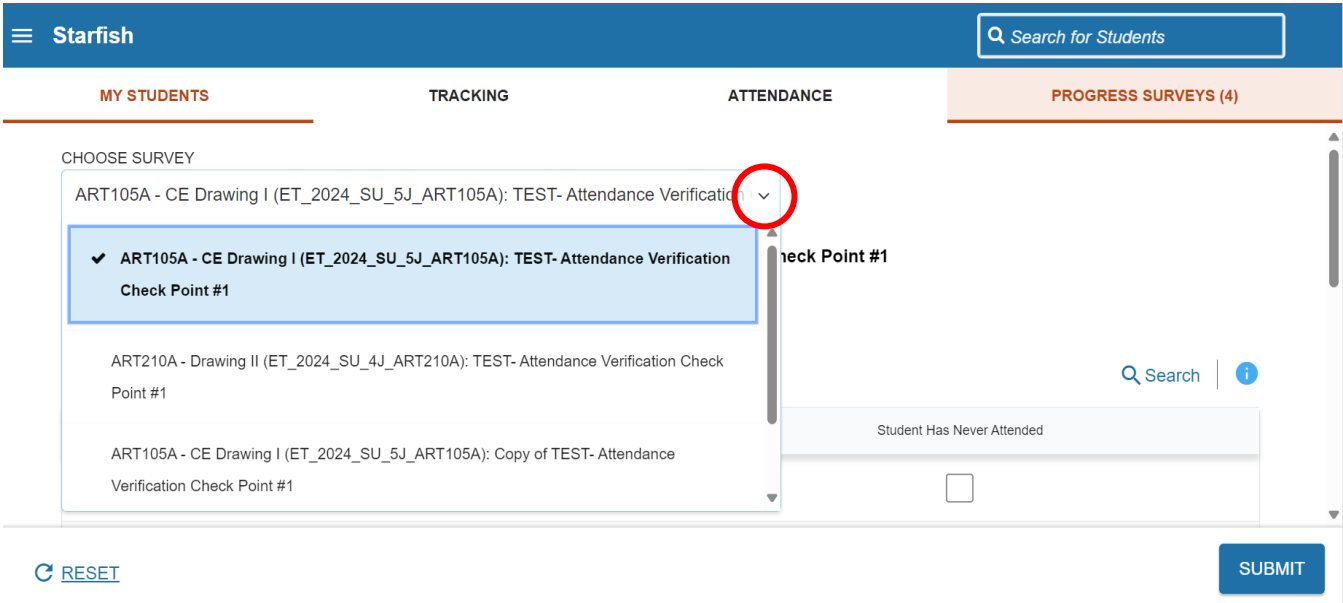 Starfish
Search for Students
MY STUDENTS
TRACKING
ATTENDANCE
PROGRESS SURVEYS (4)
CHOOSE SURVEY
ART105A - CE Drawing I (ET_2024_SU_5J_ART105A): TEST- Attendance Verification
ART105A - CE Drawing I (ET_2024_SU_5J_ART105A): TEST- Attendance Verification
Check Point #1
heck Point #1
ART210A - Drawing II (ET_2024_SU_4J_ART210A): TEST- Attendance Verification Check
Point #1
Search
i
Student Has Never Attended
ART105A - CE Drawing I (ET_2024_SU_5J_ART105A): Copy of TEST- Attendance
Verification Check Point #1
RESET
SUBMIT